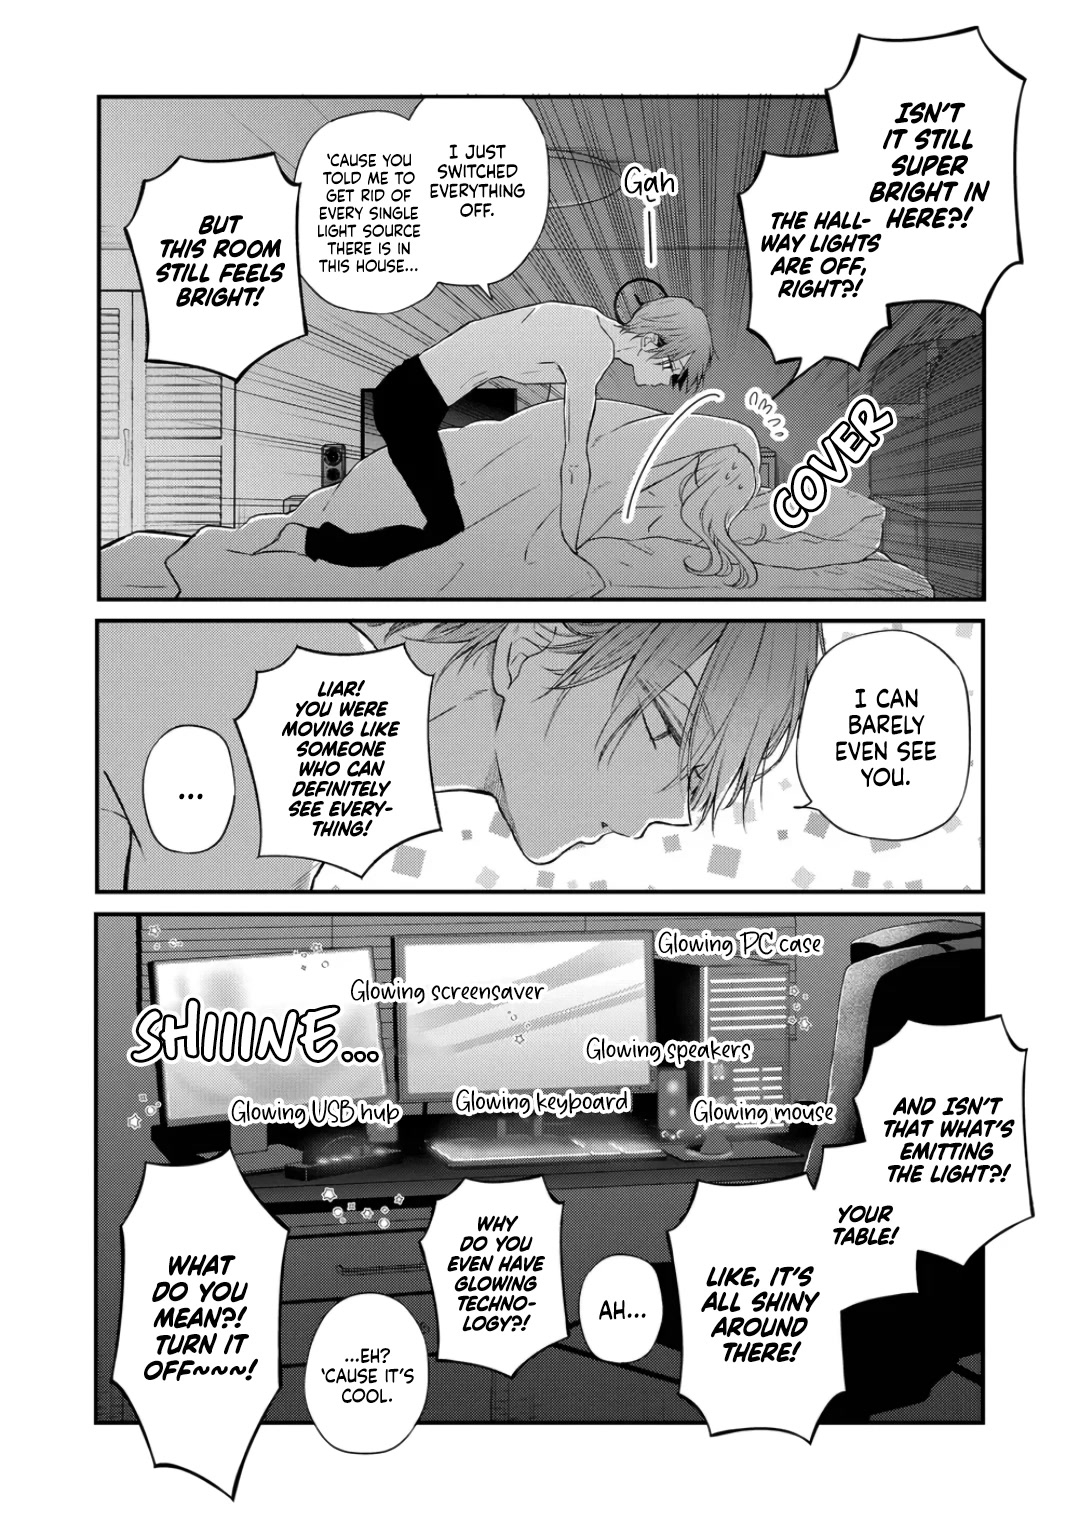 ISN'T
IT STILL
SUPER
BRIGHT IN
HERE?!
THE HALL-
WAY LIGHTS
ARE OFF,
RIGHT?!
Gah
COVER
I JUST
SWITCHED
EVERYTHING
OFF.
'CAUSE YOU
TOLD ME TO
GET RID OF
EVERY SINGLE
LIGHT SOURCE
THERE IS IN
THIS HOUSE...
BUT
THIS ROOM
STILL FEELS
BRIGHT!
I CAN
BARELY
EVEN SEE
YOU.
LIAR!
YOU WERE
MOVING LIKE
SOMEONE
WHO CAN
DEFINITELY
SEE EVERY-
THING!
...
Glowing PC case
Glowing screensaver
SHIIINE...
Glowing speakers
Glowing keyboard
Glowing USB hub
Glowing mouse
AND ISN'T
THAT WHAT'S
EMITTING
THE LIGHT?!
YOUR
TABLE!
LIKE, IT'S
ALL SHINY
AROUND
THERE!
AH...
WHY
DO YOU
EVEN HAVE
GLOWING
TECHNO-
LOGY?!
...EH?
'CAUSE IT'S
COOL.
WHAT
DO YOU
MEAN?!
TURN IT
OFF~~~!